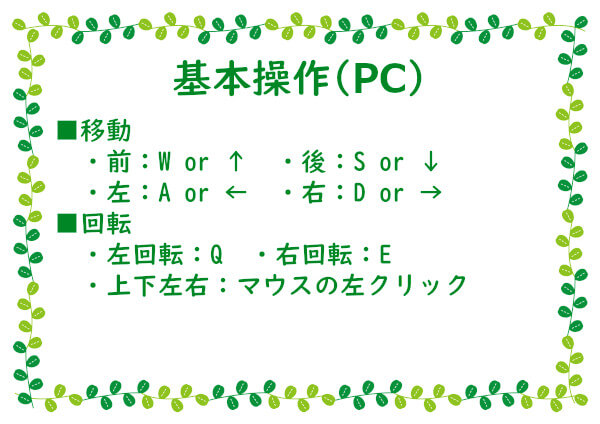 基本操作(PC)
■移動
・前：W or ↑　・後：S or ↓
・左：A or ←　・右：D or →
■回転
・左回転：Q　・右回転：E
・上下左右：マウスの左クリック